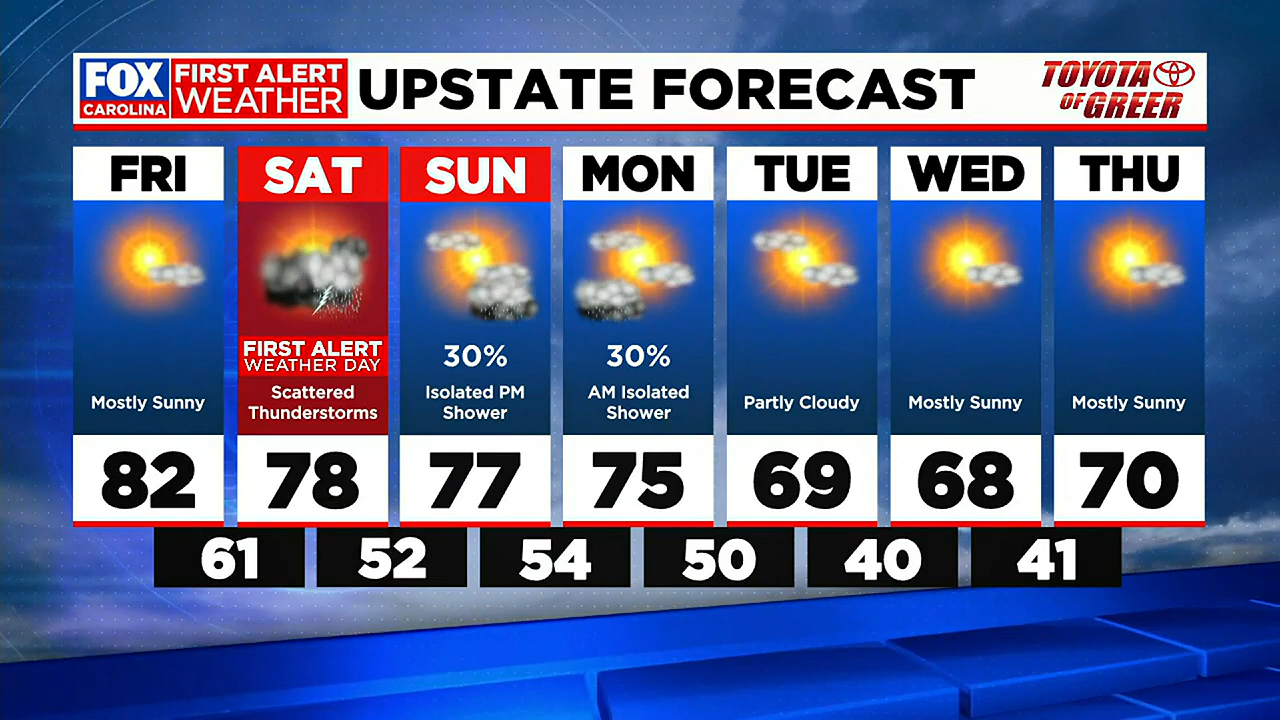 FOX
CAROLINA
FIRST ALERT
WEATHER
UPSTATE FORECAST
TOYOTA
OF GREER
FRI
Mostly Sunny
82
SAT
FIRST ALERT
WEATHER DAY
Scattered
Thunderstorms
78
SUN
30%
Isolated PM
Shower
77
MON
30%
AM Isolated
Shower
75
TUE
Partly Cloudy
69
WED
Mostly Sunny
68
THU
Mostly Sunny
70
61
52
54
50
40
41